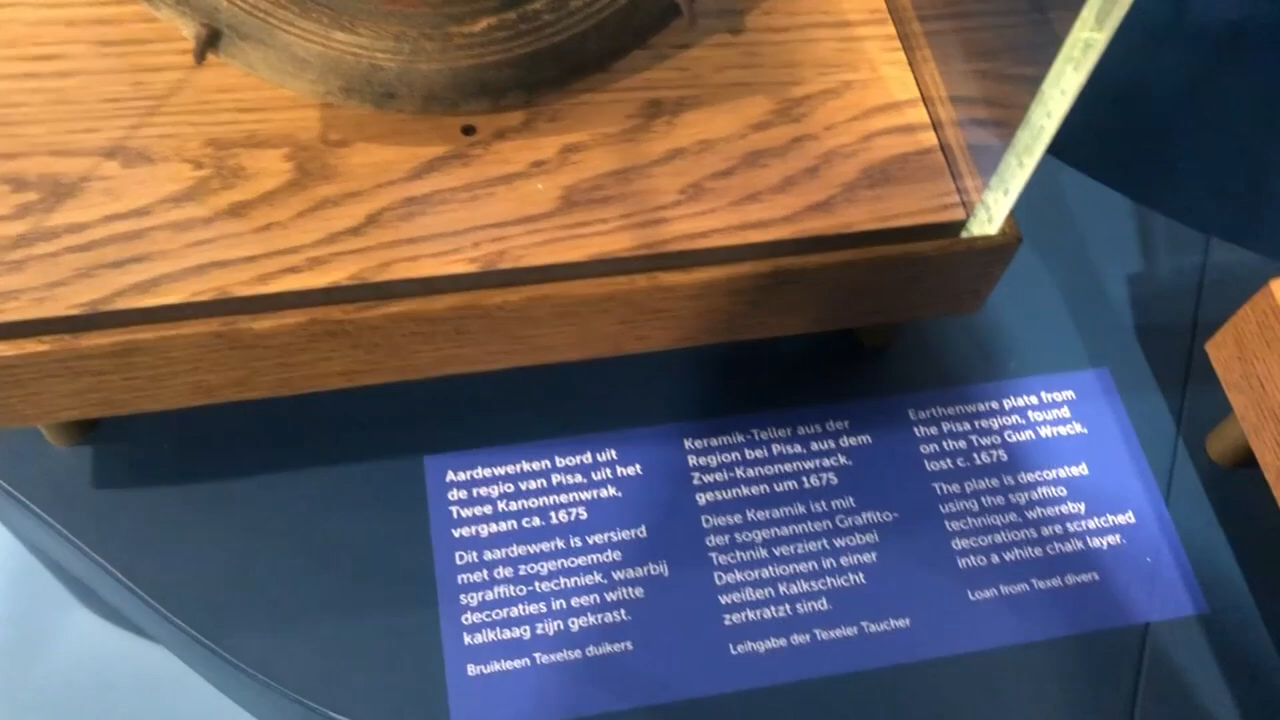 Aardewerken bord uit
de regio van Pisa, uit het
Twee Kanonnenwrak,
vergaan ca. 1675
Dit aardewerk is versierd
met de zogenoemde
sgraffito-techniek, waarbij
decoraties in een witte
kalklaag zijn gekrast.
Bruikleen Texelse duikers
Keramik-Teller aus der
Region bei Pisa, aus dem
Zwei-Kanonenwrack,
gesunken um 1675
Diese Keramik ist mit
der sogenannten Graffito-
Technik verziert wobei
Dekorationen in einer
weißen Kalkschicht
zerkratzt sind.
Leihgabe der Texeler Taucher
Earthenware plate from
the Pisa region, found
on the Two Gun Wreck,
lost c. 1675
The plate is decorated
using the sgraffito
technique, whereby
decorations are scratched
into a white chalk layer.
Loan from Texel divers